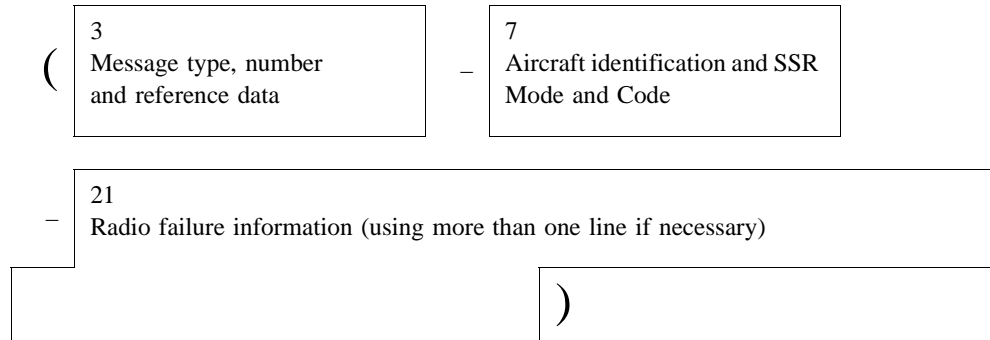 3
7
( Message type, number – Aircraft identification and SSR
and reference data Mode and Code
21
– Radio failure information (using more than one line if necessary)
)